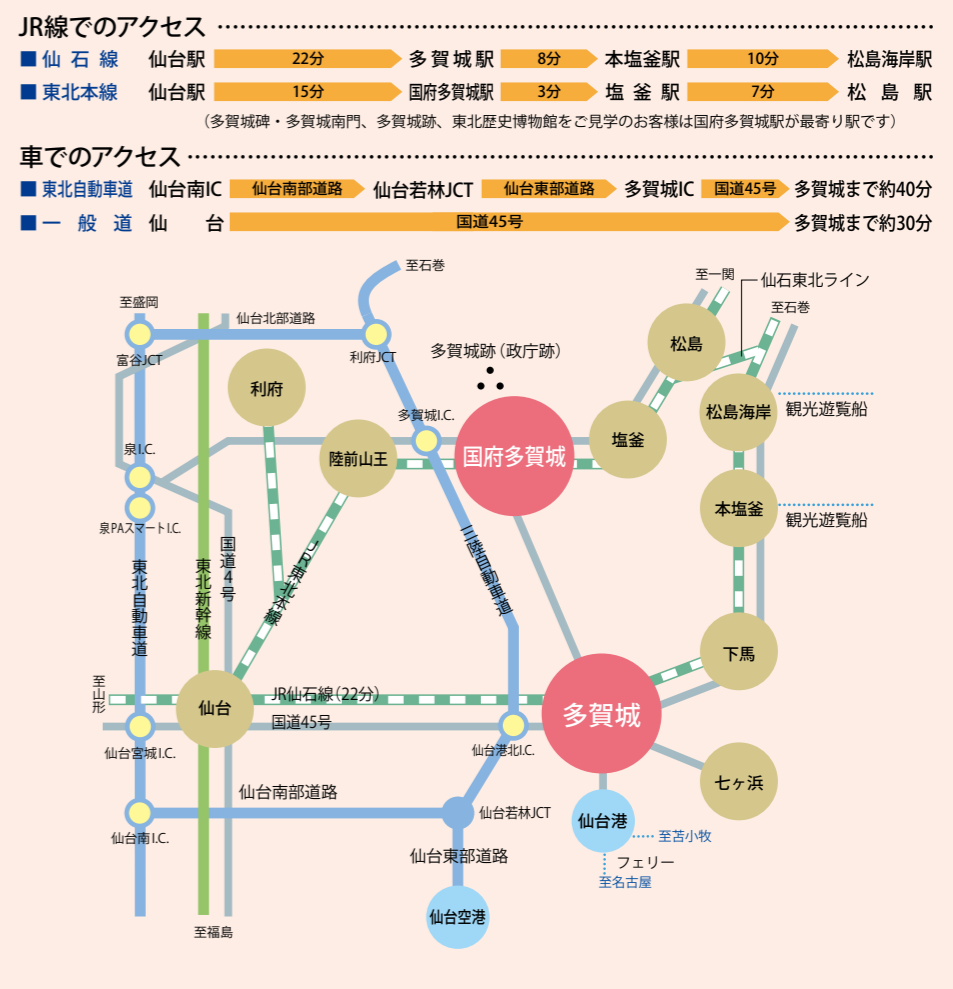 JR線でのアクセス
■仙石線 仙台駅 22分 多賀城駅 8分 本塩釜駅 10分 松島海岸駅
■東北本線 仙台駅 15分 国府多賀城駅 3分 塩釜駅 7分 松島駅
（多賀城碑・多賀城南門、多賀城跡、東北歴史博物館をご見学のお客様は国府多賀城駅が最寄り駅です）
車でのアクセス
■東北自動車道 仙台南IC 仙台南部道路 仙台若林JCT 仙台東部道路 多賀城IC 国道45号 多賀城まで約40分
■一般道 仙台 国道45号 多賀城まで約30分
至石巻
至一関
仙石東北ライン
至盛岡
至石巻
仙台北部道路
松島
富谷JCT
利府JCT
多賀城跡（政庁跡）
利府
松島海岸
観光遊覧船
多賀城I.C.
塩釜
泉I.C.
陸前山王
国府多賀城
本塩釜
観光遊覧船
泉PAスマートI.C.
国道4号
東北自動車道
東北新幹線
JR東北本線
三陸自動車道
下馬
至山形
仙台
JR仙石線（22分）
国道45号
多賀城
仙台宮城I.C.
仙台港北I.C.
七ヶ浜
仙台南部道路
仙台若林JCT
仙台港
至苫小牧
仙台南I.C.
仙台東部道路
フェリー
至名古屋
仙台空港
至福島